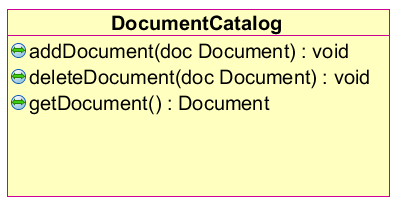 DocumentCatalog
addDocument(doc Document) : void
deleteDocument(doc Document) : void
getDocument() : Document